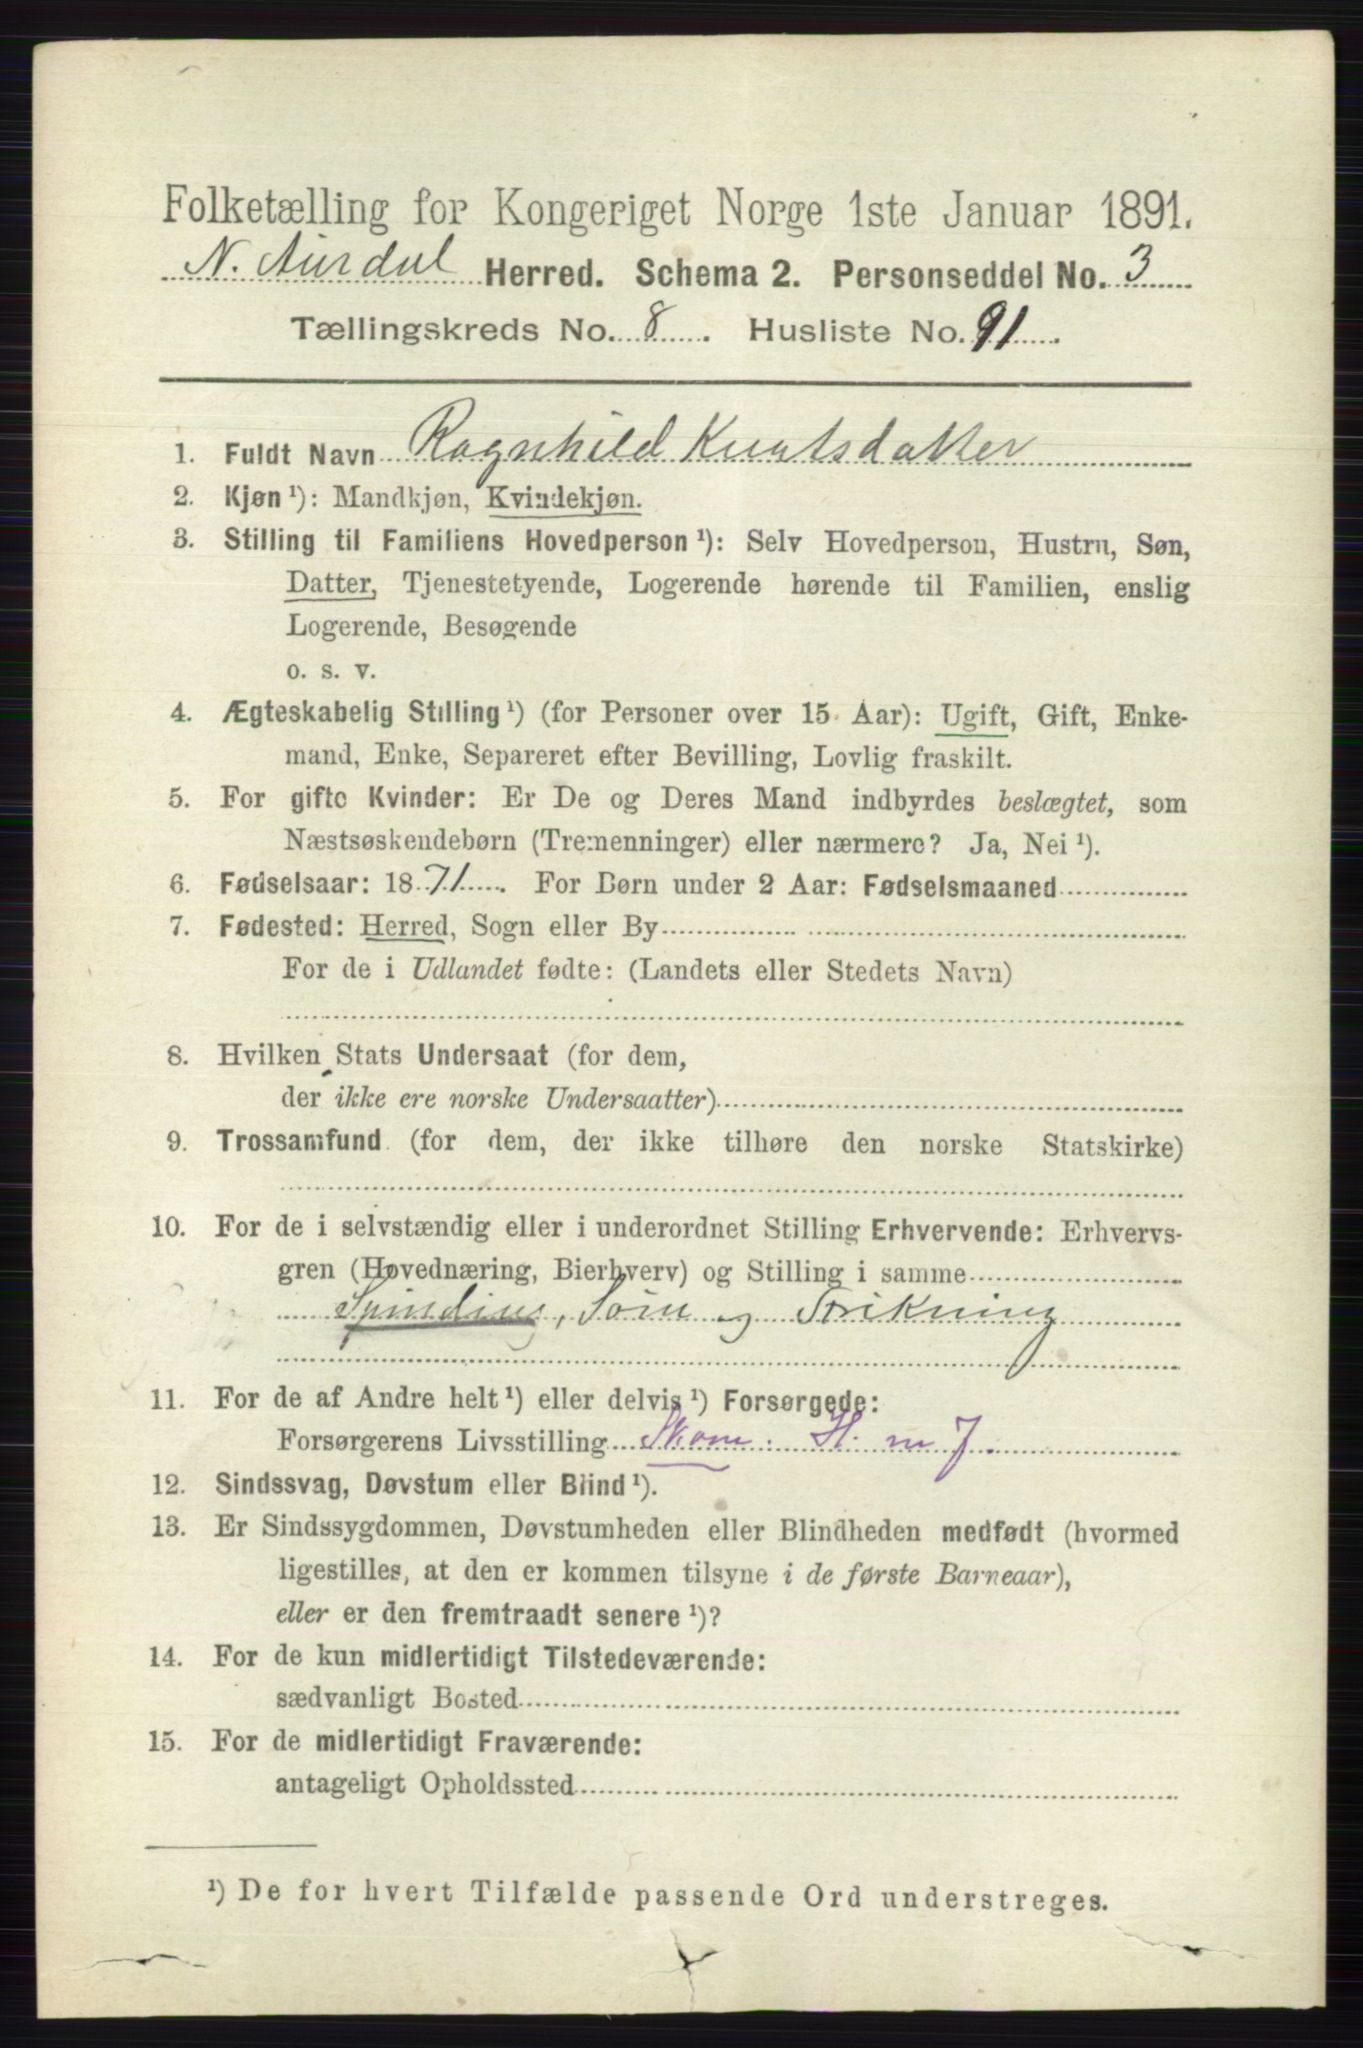 Folketælling for Kongeriget Norge 1ste Januar 1891.
N. Aurdal Herred. Schema 2. Personseddel No. 3
Tællingskreds No. 8. Husliste No. 91.
1. Fuldt Navn Ragnhild Knutsdatter
2. Kjøn ¹): Mandkjøn, Kvindekjøn.
3. Stilling til Familiens Hovedperson ¹): Selv Hovedperson, Hustru, Søn,
Datter, Tjenestetyende, Logerende hørende til Familien, enslig
Logerende, Besøgende
o. s. v.
4. Ægteskabelig Stilling ¹) (for Personer over 15 Aar): Ugift, Gift, Enke-
mand, Enke, Separeret efter Bevilling, Lovlig fraskilt.
5. For gifte Kvinder: Er De og Deres Mand indbyrdes beslægtet, som
Næstsøskendebørn (Tremenninger) eller nærmere? Ja, Nei ¹).
6. Fødselsaar: 1871. For Børn under 2 Aar: Fødselsmaaned
7. Fødested: Herred, Sogn eller By
For de i Udlandet fødte: (Landets eller Stedets Navn)
8. Hvilken Stats Undersaat (for dem,
der ikke ere norske Undersaatter)
9. Trossamfund (for dem, der ikke tilhøre den norske Statskirke)
10. For de i selvstændig eller i underordnet Stilling Erhvervende: Erhvervs-
gren (Hovednæring, Bierhverv) og Stilling i samme
Spinding, Søm og Strikning
11. For de af Andre helt ¹) eller delvis ¹) Forsørgede:
Forsørgerens Livsstilling Skom. H. m J.
12. Sindssvag, Døvstum eller Blind ¹).
13. Er Sindssygdommen, Døvstumheden eller Blindheden medfødt (hvormed
ligestilles, at den er kommen tilsyne i de første Barneaar),
eller er den fremtraadt senere ¹)?
14. For de kun midlertidigt Tilstedeværende:
sædvanligt Bosted
15. For de midlertidigt Fraværende:
antageligt Opholdssted
¹) De for hvert Tilfælde passende Ord understreges.